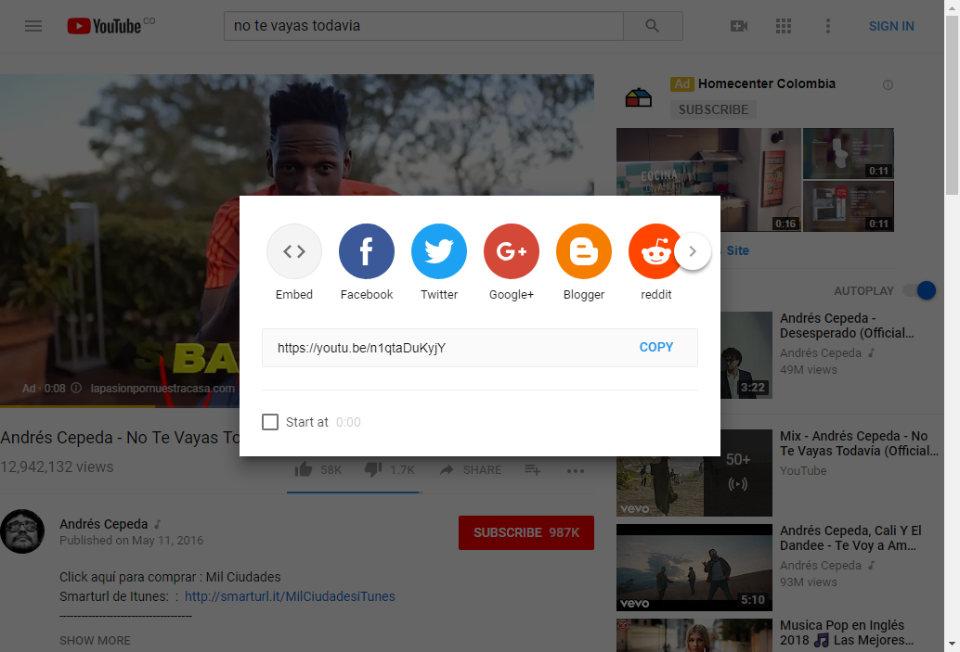 YouTube CO
no te vayas todavia
SIGN IN
Ad Homecenter Colombia
SUBSCRIBE
0:16
0:11
0:11
Site
Embed
Facebook
Twitter
Google+
Blogger
reddit
https://youtu.be/n1qtaDuKyjY
COPY
Start at 0:00
BA
Ad · 0:08
lapasionpornuestracasa.com
Andrés Cepeda - No Te Vayas To
12,942,132 views
58K
1.7K
SHARE
Andrés Cepeda
Published on May 11, 2016
SUBSCRIBE 987K
Click aquí para comprar : Mil Ciudades
Smarturl de Itunes: : http://smarturl.it/MilCiudadesiTunes
----------------------------------------
SHOW MORE
AUTOPLAY
3:22
Andrés Cepeda -
Desesperado (Official...
Andrés Cepeda
49M views
50+
vevo
Mix - Andrés Cepeda - No
Te Vayas Todavía (Official...
YouTube
vevo
5:10
Andrés Cepeda, Cali Y El
Dandee - Te Voy a Am...
Andrés Cepeda
93M views
Musica Pop en Inglés
2018 🎵 Las Mejores...